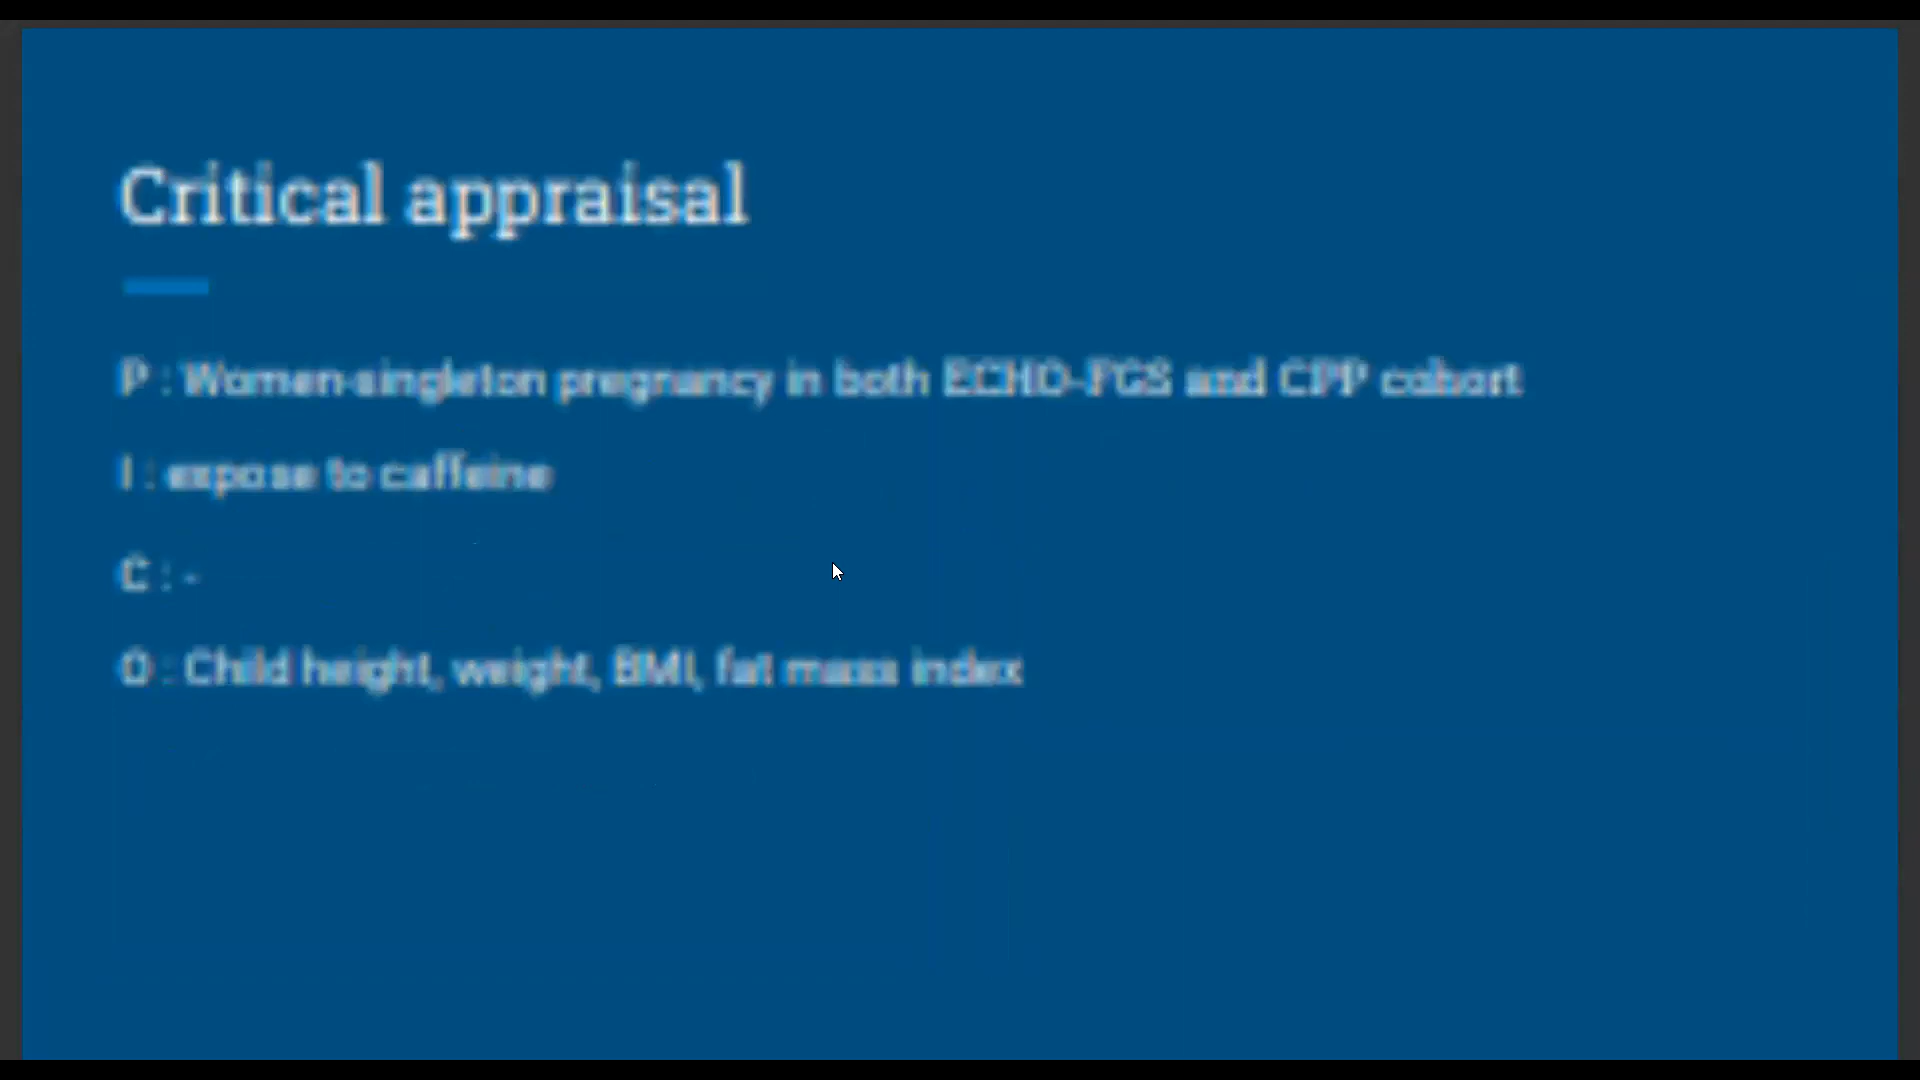 Critical appraisal
P : Women-singleton pregnancy in both ECHO-FGS and CPP cohort
I : expose to caffeine
C : -
O : Child height, weight, BMI, fat mass index